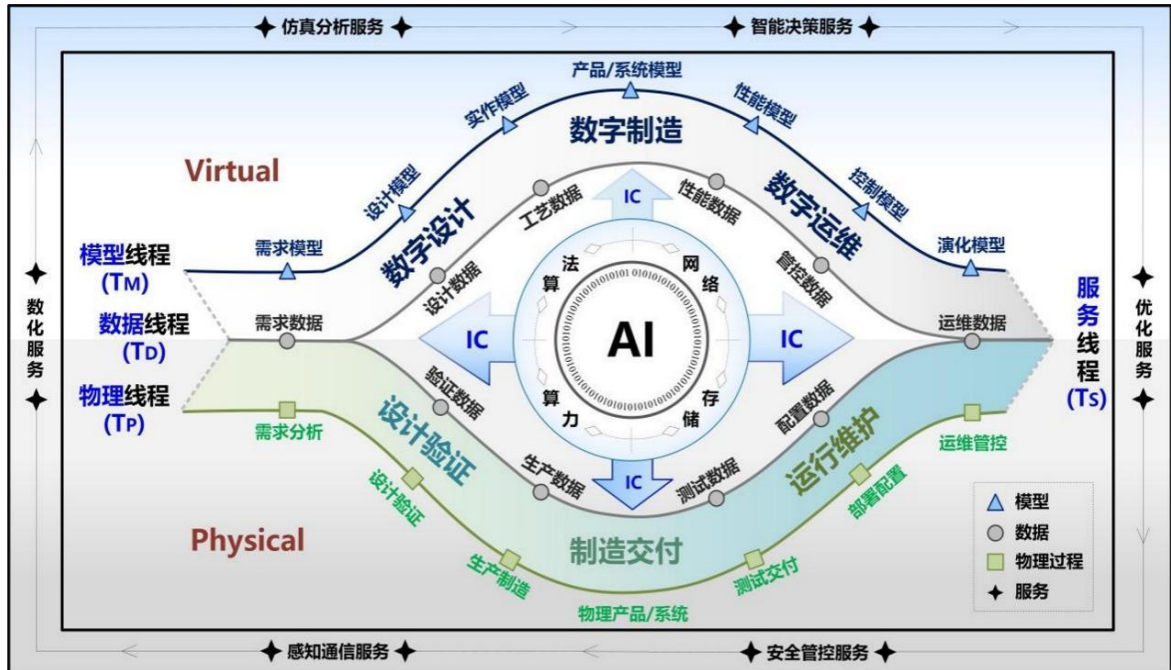 仿真分析服务
智能决策服务
产品/系统模型
实作模型
性能模型
数字制造
Virtual
设计模型
控制模型
数字设计
工艺数据
IC
性能数据
数字运维
需求模型
演化模型
模型线程
(TM)
设计数据
管控数据
算法
网络
010101 01010101010101010101
数化服务
数据线程
(TD)
需求数据
IC
AI
IC
运维数据
服务线程
(TS)
优化服务
物理线程
(TP)
算力
存储
验证数据
配置数据
需求分析
设计验证
运行维护
运维管控
IC
生产数据
测试数据
设计验证
部署配置
Physical
制造交付
生产制造
测试交付
物理产品/系统
模型
数据
物理过程
服务
感知通信服务
安全管控服务